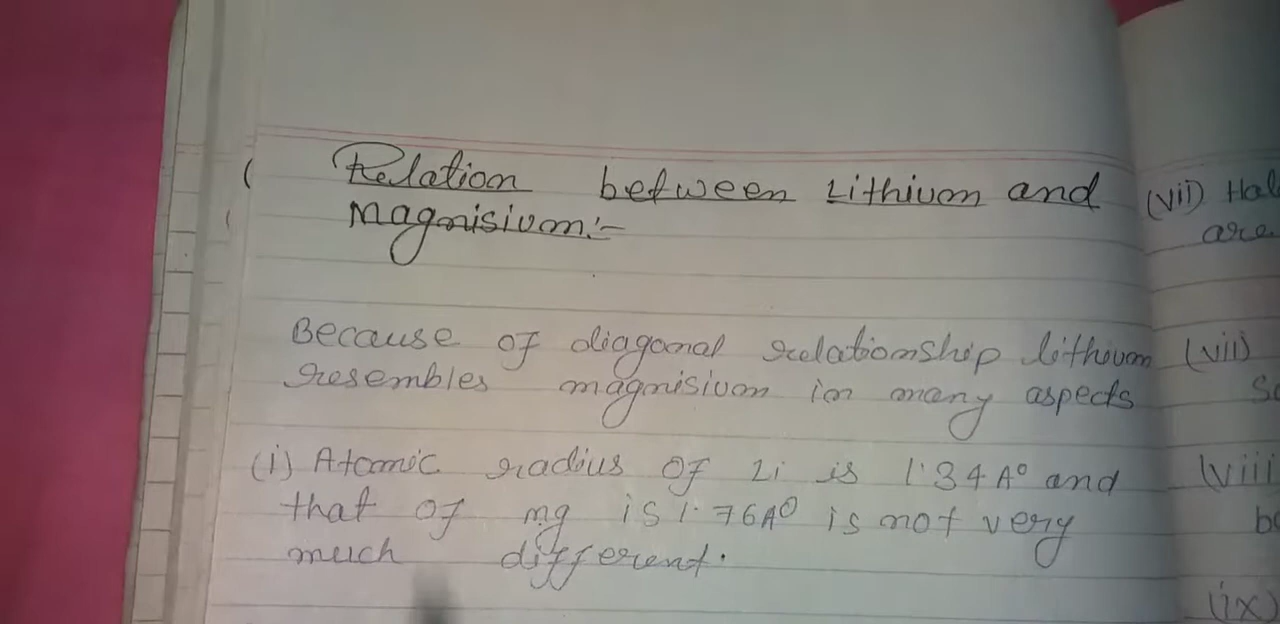 Relation between Lithium and
Magnisium:-
Because of diagonal relationship lithium
resembles magnisium in many aspects
(i) Atomic radius of Li is 1.34A° and
that of mg is 1.76A° is not very
much different.
(vii) Hal
are
(vii)
(viii
(ix)